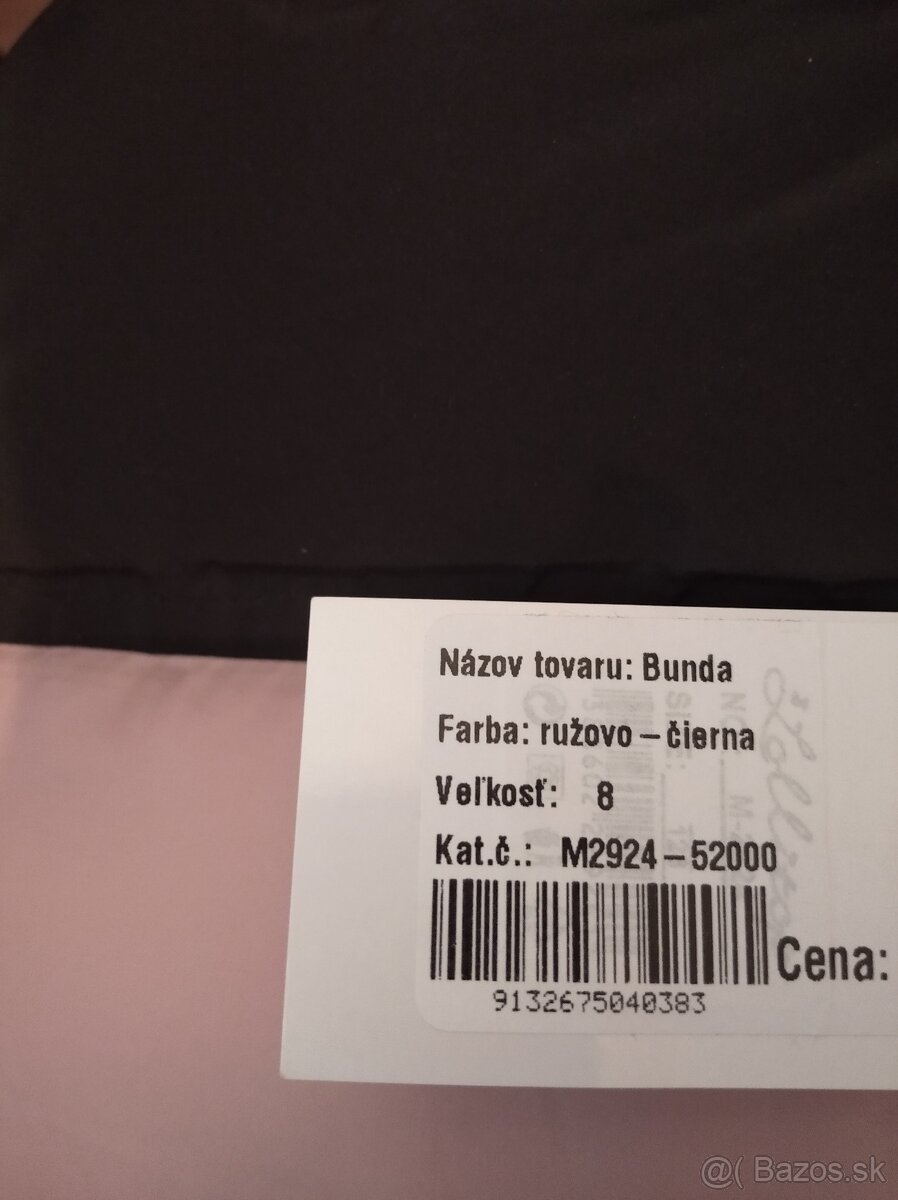 Názov tovaru: Bunda
Farba: ružovo – čierna
Veľkosť: 8
Kat.č.: M2924 – 52000
Cena:
9132675040383
@( Bazos.sk